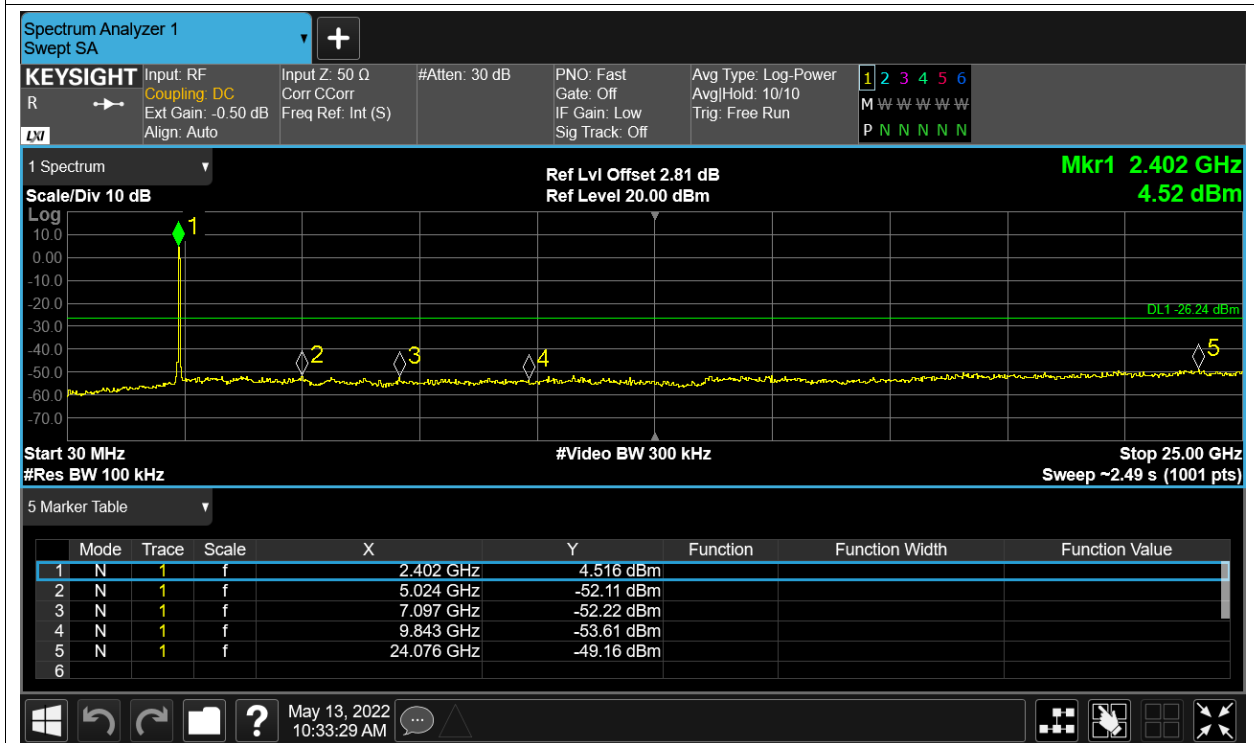 Spectrum Analyzer 1
Swept SA
+
KEYSIGHT
R
LXI
Input: RF
Coupling: DC
Ext Gain: -0.50 dB
Align: Auto
Input Z: 50 Ω
Corr CCorr
Freq Ref: Int (S)
#Atten: 30 dB
PNO: Fast
Gate: Off
IF Gain: Low
Sig Track: Off
Avg Type: Log-Power
Avg|Hold: 10/10
Trig: Free Run
1 2 3 4 5 6
M W W W W W
P N N N N N
1 Spectrum
Scale/Div 10 dB
Ref Lvl Offset 2.81 dB
Ref Level 20.00 dBm
Mkr1 2.402 GHz
4.52 dBm
Log
10.0
0.00
-10.0
-20.0
-30.0
-40.0
-50.0
-60.0
-70.0
1
DL1 -26.24 dBm
2
3
4
5
Start 30 MHz
#Res BW 100 kHz
#Video BW 300 kHz
Stop 25.00 GHz
Sweep ~2.49 s (1001 pts)
5 Marker Table
Mode Trace Scale X Y Function Function Width Function Value
1 N 1 f 2.402 GHz 4.516 dBm
2 N 1 f 5.024 GHz -52.11 dBm
3 N 1 f 7.097 GHz -52.22 dBm
4 N 1 f 9.843 GHz -53.61 dBm
5 N 1 f 24.076 GHz -49.16 dBm
6
?
May 13, 2022
10:33:29 AM
...